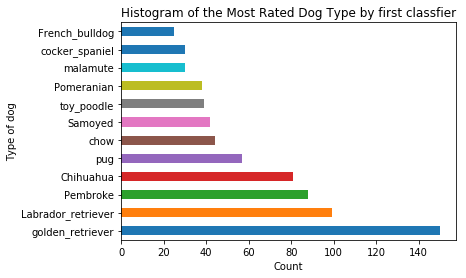 Histogram of the Most Rated Dog Type by first classfier
Type of dog
French_bulldog
cocker_spaniel
malamute
Pomeranian
toy_poodle
Samoyed
chow
pug
Chihuahua
Pembroke
Labrador_retriever
golden_retriever
0 20 40 60 80 100 120 140
Count